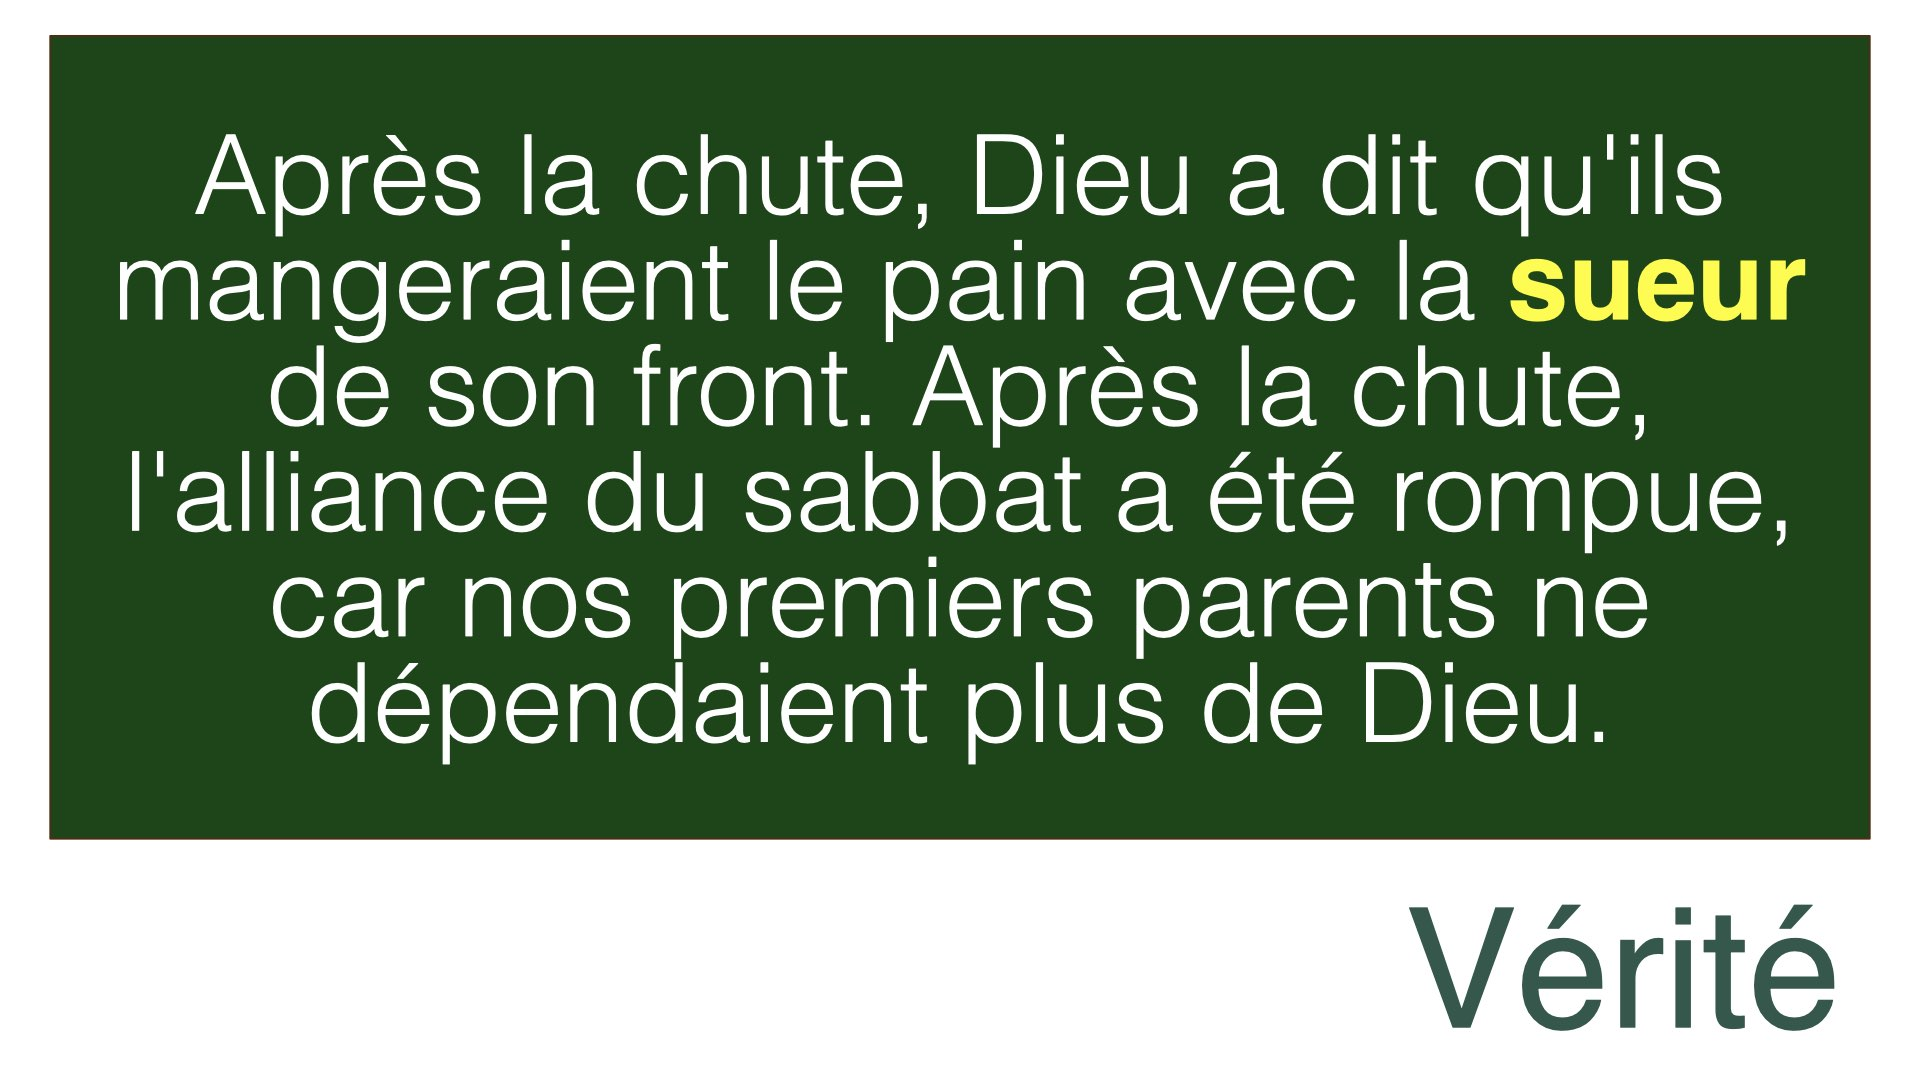 Après la chute, Dieu a dit qu'ils
mangeraient le pain avec la sueur
de son front. Après la chute,
l'alliance du sabbat a été rompue,
car nos premiers parents ne
dépendaient plus de Dieu.
Vérité